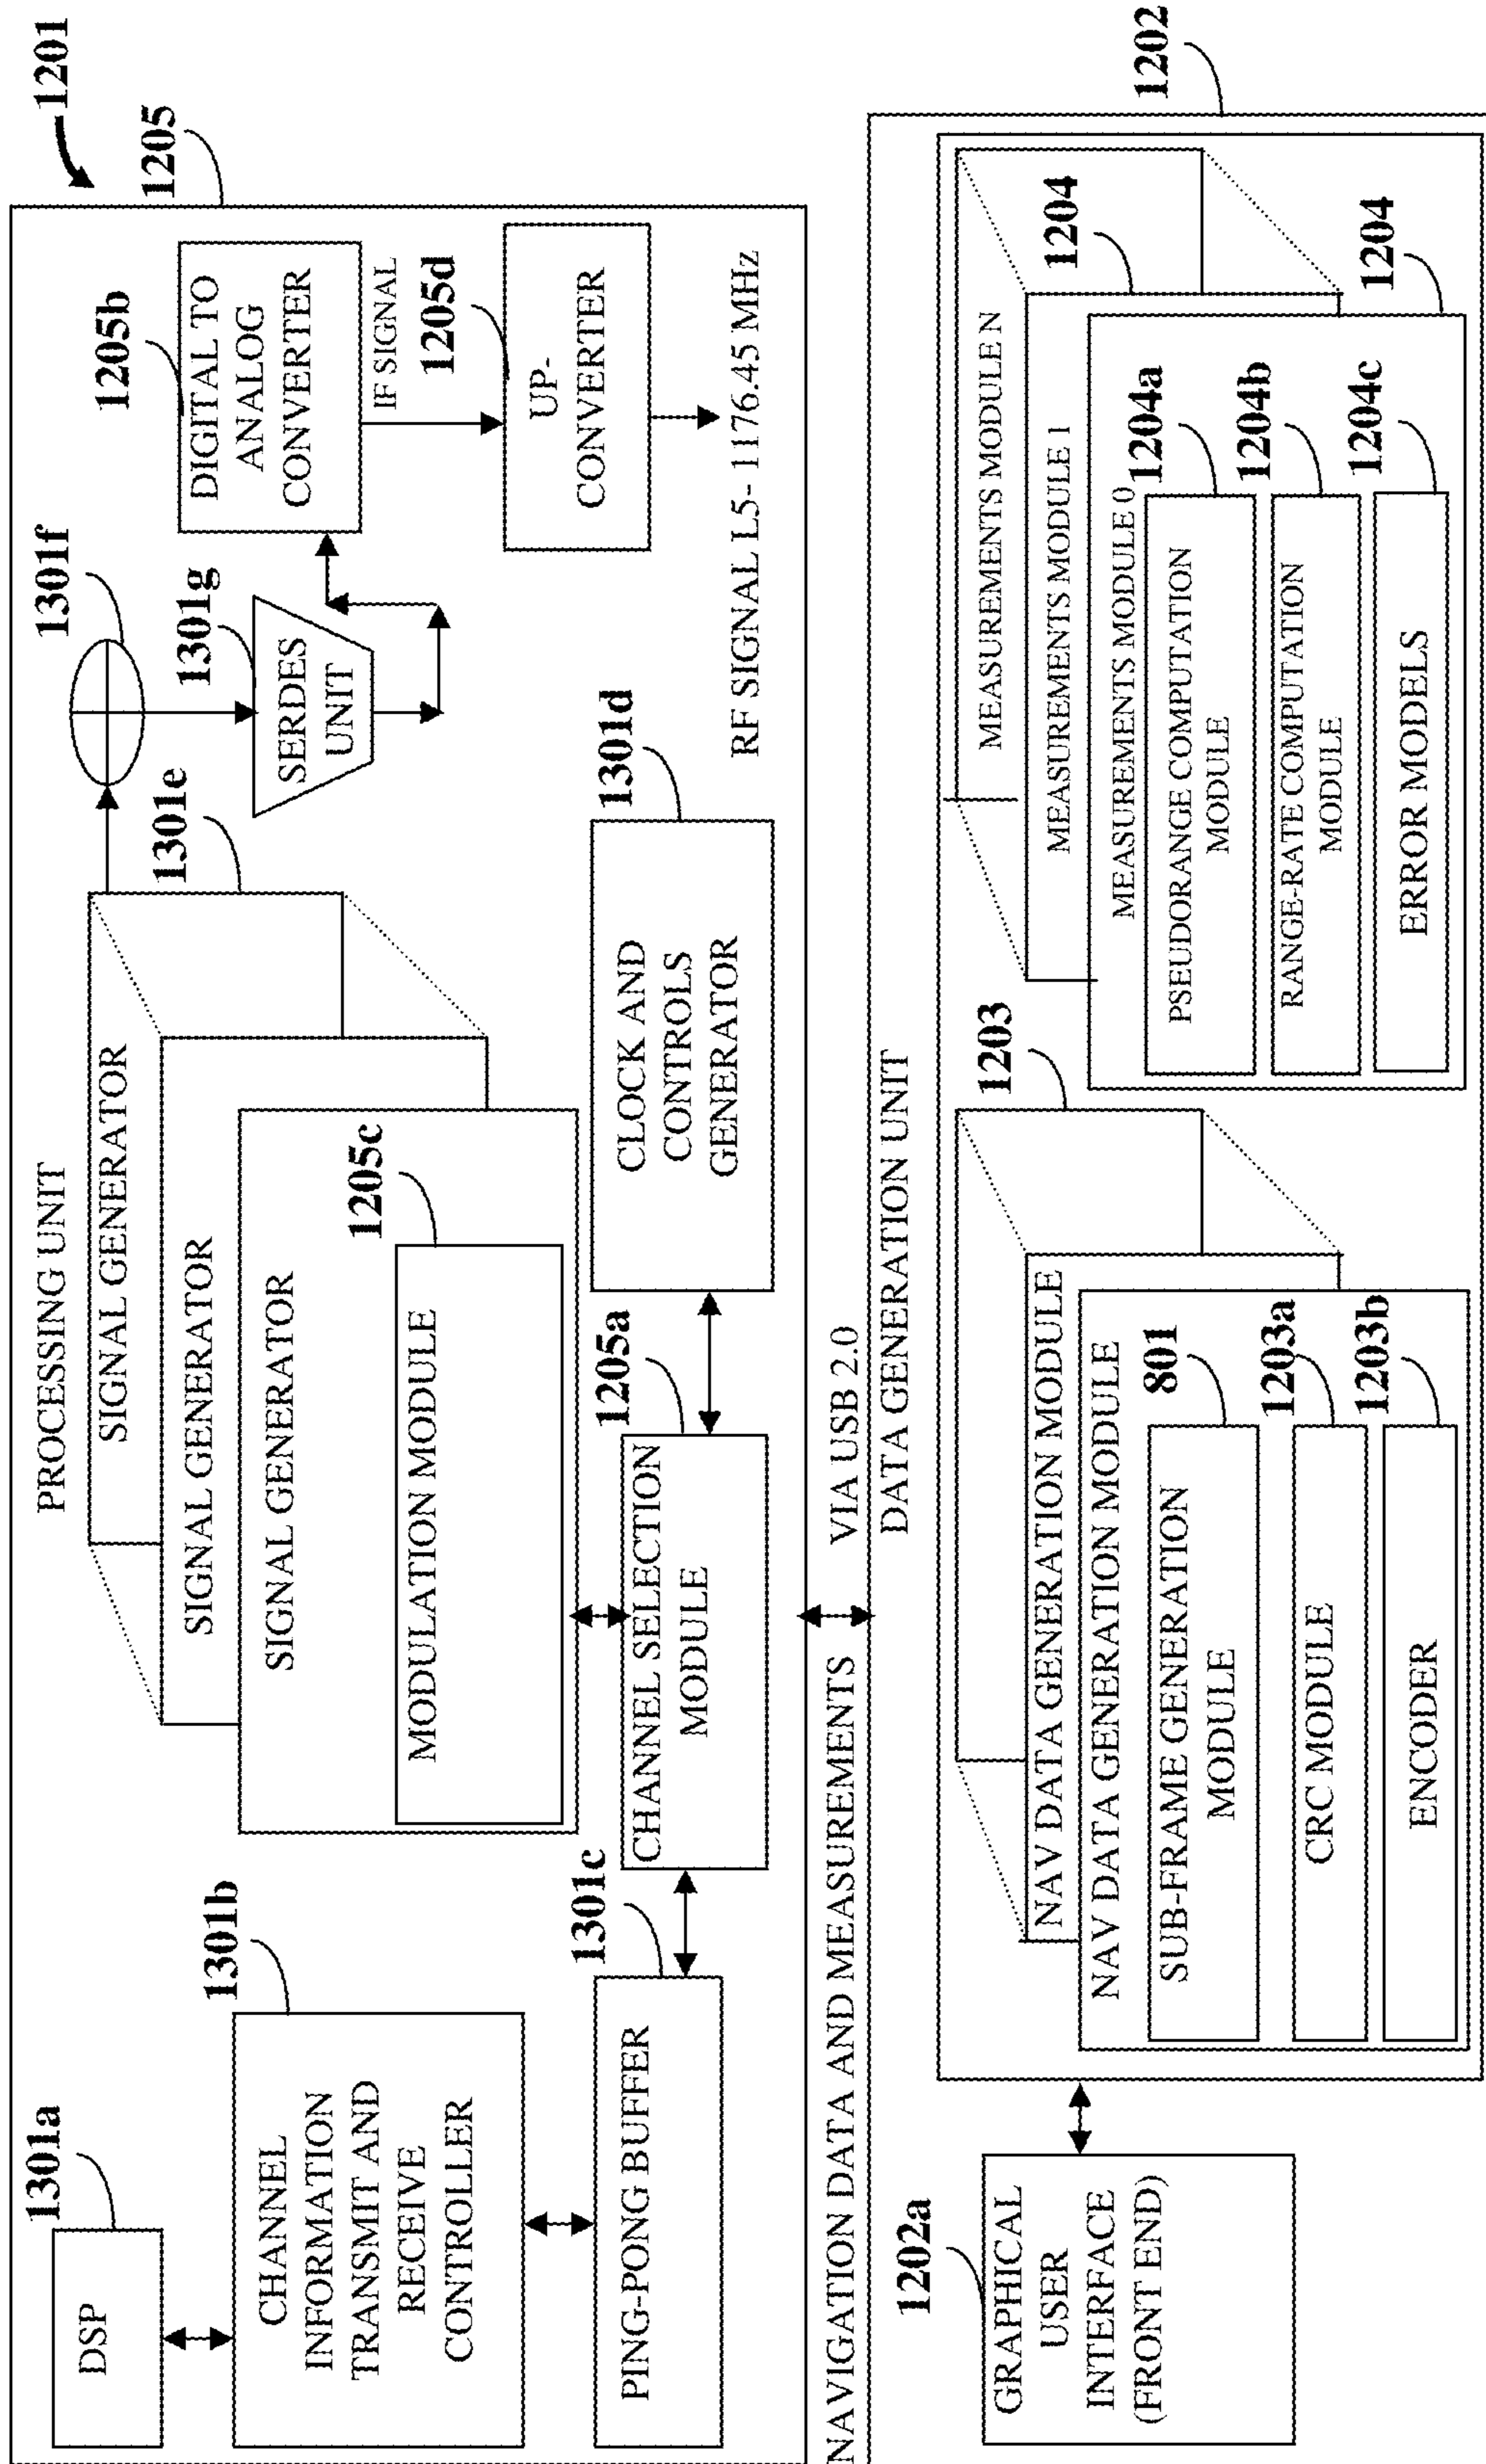 1201
PROCESSING UNIT
1205
1301a
DSP
1301b
CHANNEL
INFORMATION
TRANSMIT AND
RECEIVE
CONTROLLER
1301c
PING-PONG BUFFER
SIGNAL GENERATOR
SIGNAL GENERATOR
SIGNAL GENERATOR
1205c
MODULATION MODULE
1301e
1205a
CHANNEL SELECTION
MODULE
1301d
CLOCK AND
CONTROLS
GENERATOR
1301f
1301g
SERDES
UNIT
1205b
DIGITAL TO
ANALOG
CONVERTER
IF SIGNAL
1205d
UP-
CONVERTER
RF SIGNAL L5- 1176.45 MHz
NAVIGATION DATA AND MEASUREMENTS
VIA USB 2.0
DATA GENERATION UNIT
1202
1202a
GRAPHICAL
USER
INTERFACE
(FRONT END)
1203
NAV DATA GENERATION MODULE
NAV DATA GENERATION MODULE
801
SUB-FRAME GENERATION
MODULE
1203a
CRC MODULE
1203b
ENCODER
MEASUREMENTS MODULE N
1204
MEASUREMENTS MODULE 1
1204
MEASUREMENTS MODULE 0
1204a
PSEUDORANGE COMPUTATION
MODULE
1204b
RANGE-RATE COMPUTATION
MODULE
1204c
ERROR MODELS